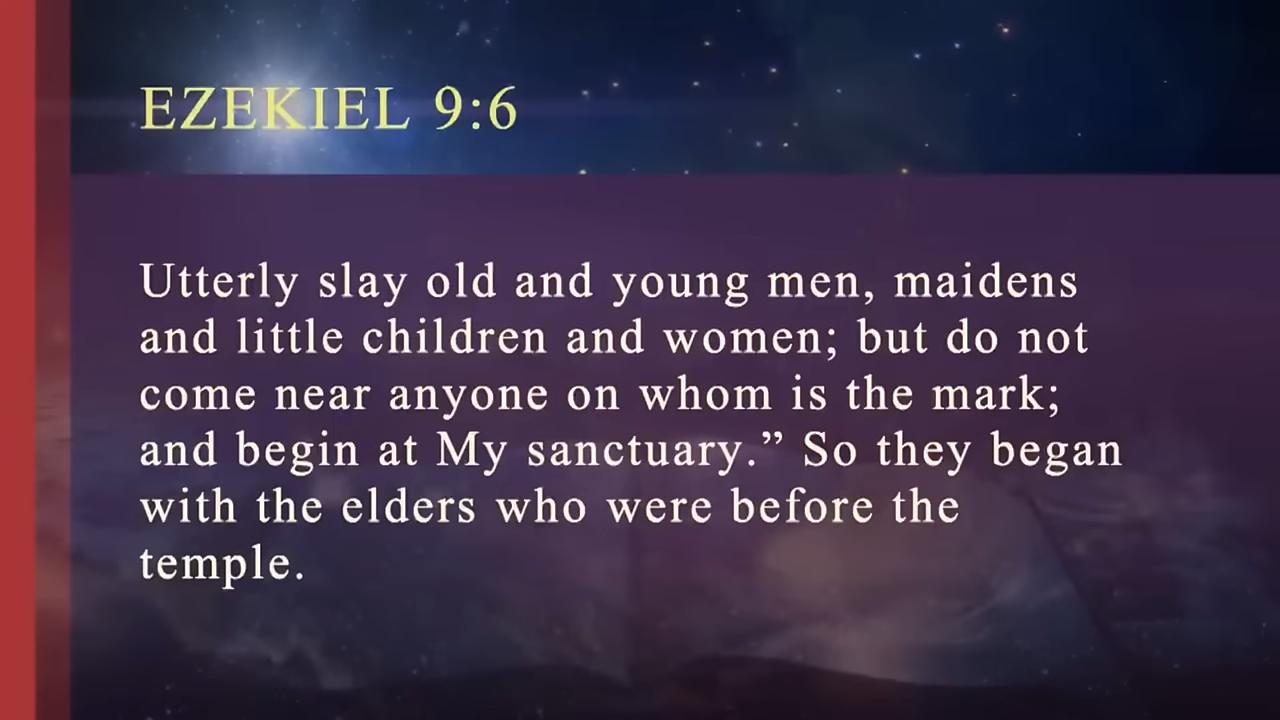 EZEKIEL 9:6
Utterly slay old and young men, maidens
and little children and women; but do not
come near anyone on whom is the mark;
and begin at My sanctuary.” So they began
with the elders who were before the
temple.